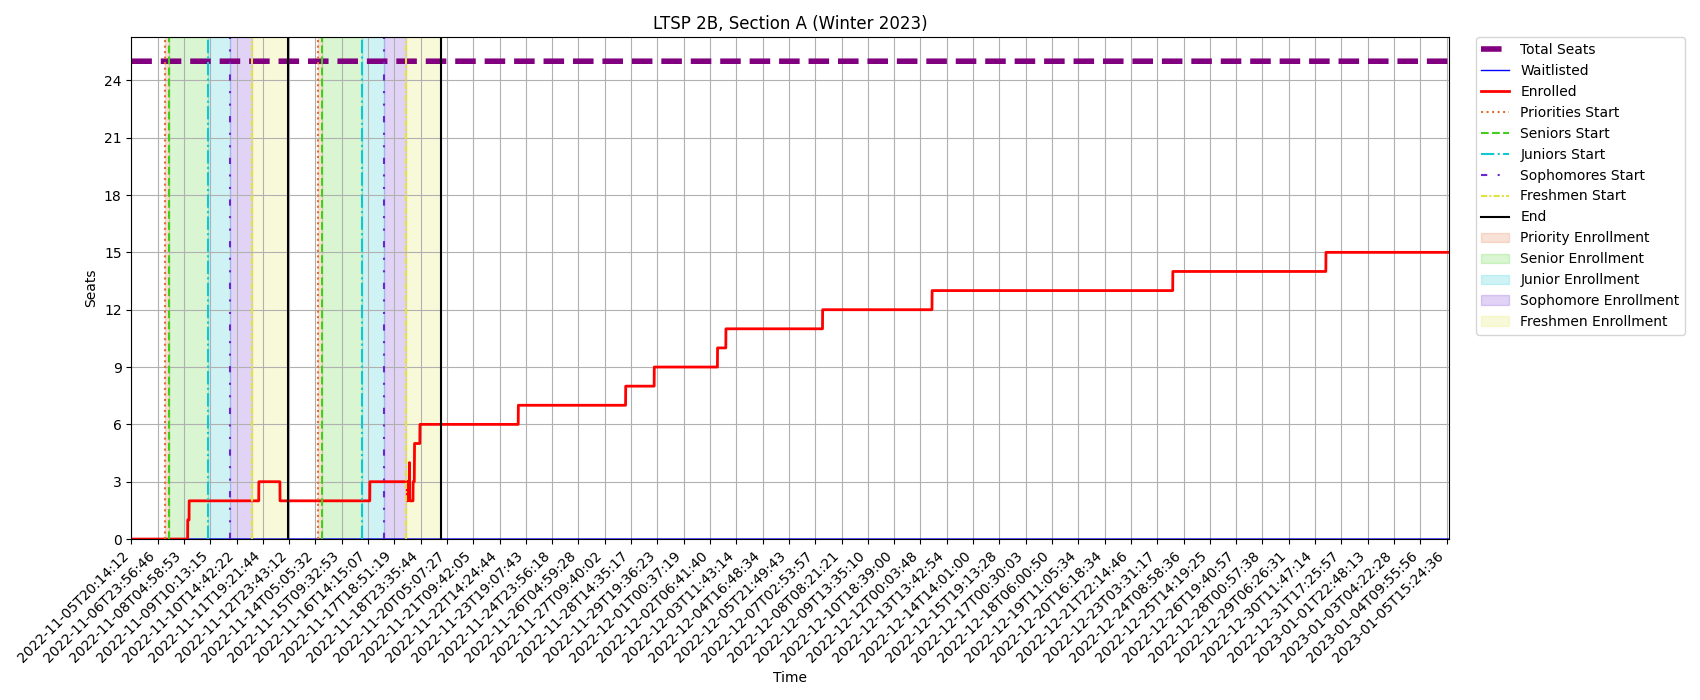 LTSP 2B, Section A (Winter 2023)
Total Seats
Waitlisted
Enrolled
Priorities Start
Seniors Start
Juniors Start
Sophomores Start
Freshmen Start
End
Priority Enrollment
Senior Enrollment
Junior Enrollment
Sophomore Enrollment
Freshmen Enrollment
Seats
24
21
18
15
12
9
6
3
0
2022-11-05T20:14:12
2022-11-06T23:56:46
2022-11-08T04:58:53
2022-11-09T10:13:15
2022-11-10T14:42:22
2022-11-11T19:21:44
2022-11-12T23:43:12
2022-11-14T05:05:32
2022-11-15T09:32:53
2022-11-16T14:15:07
2022-11-17T18:51:19
2022-11-18T23:35:44
2022-11-20T05:07:27
2022-11-21T09:42:05
2022-11-22T14:24:44
2022-11-23T19:07:43
2022-11-24T23:56:18
2022-11-26T04:59:28
2022-11-27T09:40:02
2022-11-28T14:35:17
2022-11-29T19:36:23
2022-12-01T00:37:19
2022-12-02T06:41:40
2022-12-03T11:43:14
2022-12-04T16:48:34
2022-12-05T21:49:43
2022-12-07T02:53:57
2022-12-08T08:21:21
2022-12-09T13:35:10
2022-12-10T18:39:00
2022-12-12T00:03:48
2022-12-13T13:42:54
2022-12-14T14:01:00
2022-12-15T19:13:28
2022-12-17T00:30:03
2022-12-18T06:00:50
2022-12-19T11:05:34
2022-12-20T16:18:34
2022-12-21T22:14:46
2022-12-23T03:31:17
2022-12-24T08:58:36
2022-12-25T14:19:25
2022-12-26T19:40:57
2022-12-28T00:57:38
2022-12-29T06:26:31
2022-12-30T11:47:14
2022-12-31T17:25:57
2023-01-01T22:48:13
2023-01-03T04:22:28
2023-01-04T09:55:56
2023-01-05T15:24:36
Time